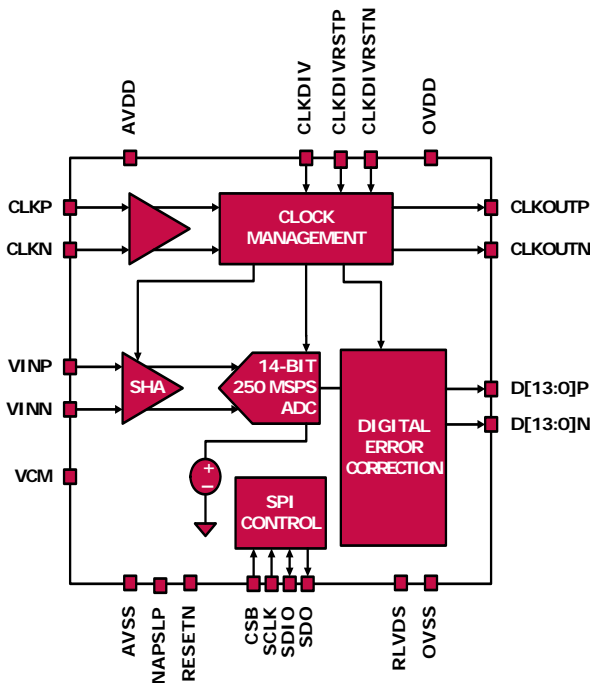 AVDD
CLKDIV
CLKDIVRSTP
CLKDIVRSTN
OVDD
CLKP
CLKN
CLOCK
MANAGEMENT
CLKOUTP
CLKOUTN
VINP
VINN
SHA
14-BIT
250 MSPS
ADC
DIGITAL
ERROR
CORRECTION
D[13:0]P
D[13:0]N
VCM
+
−
SPI
CONTROL
AVSS
NAPSLP
RESETN
CSB
SCLK
SDIO
SDO
RLVDS
OVSS